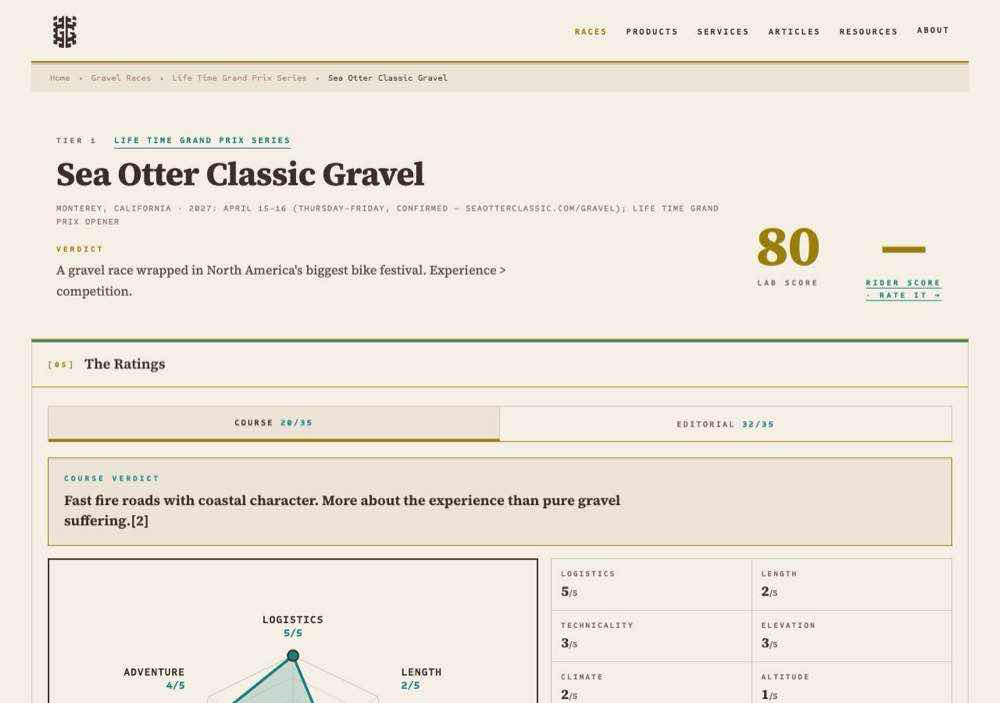 RACES PRODUCTS SERVICES ARTICLES RESOURCES ABOUT
Home ▸ Gravel Races ▸ Life Time Grand Prix Series ▸ Sea Otter Classic Gravel
TIER 1 LIFE TIME GRAND PRIX SERIES
Sea Otter Classic Gravel
MONTEREY, CALIFORNIA · 2027: APRIL 15–16 (THURSDAY–FRIDAY, CONFIRMED — SEAOTTERCLASSIC.COM/GRAVEL); LIFE TIME GRAND
PRIX OPENER
VERDICT
A gravel race wrapped in North America's biggest bike festival. Experience >
competition.
80
LAB SCORE
—
RIDER SCORE
· RATE IT →
[05] The Ratings
COURSE 20/35
EDITORIAL 32/35
COURSE VERDICT
Fast fire roads with coastal character. More about the experience than pure gravel
suffering.[2]
LOGISTICS
5/5
ADVENTURE
4/5
LENGTH
2/5
LOGISTICS
5/5
LENGTH
2/5
TECHNICALITY
3/5
ELEVATION
3/5
CLIMATE
2/5
ALTITUDE
1/5